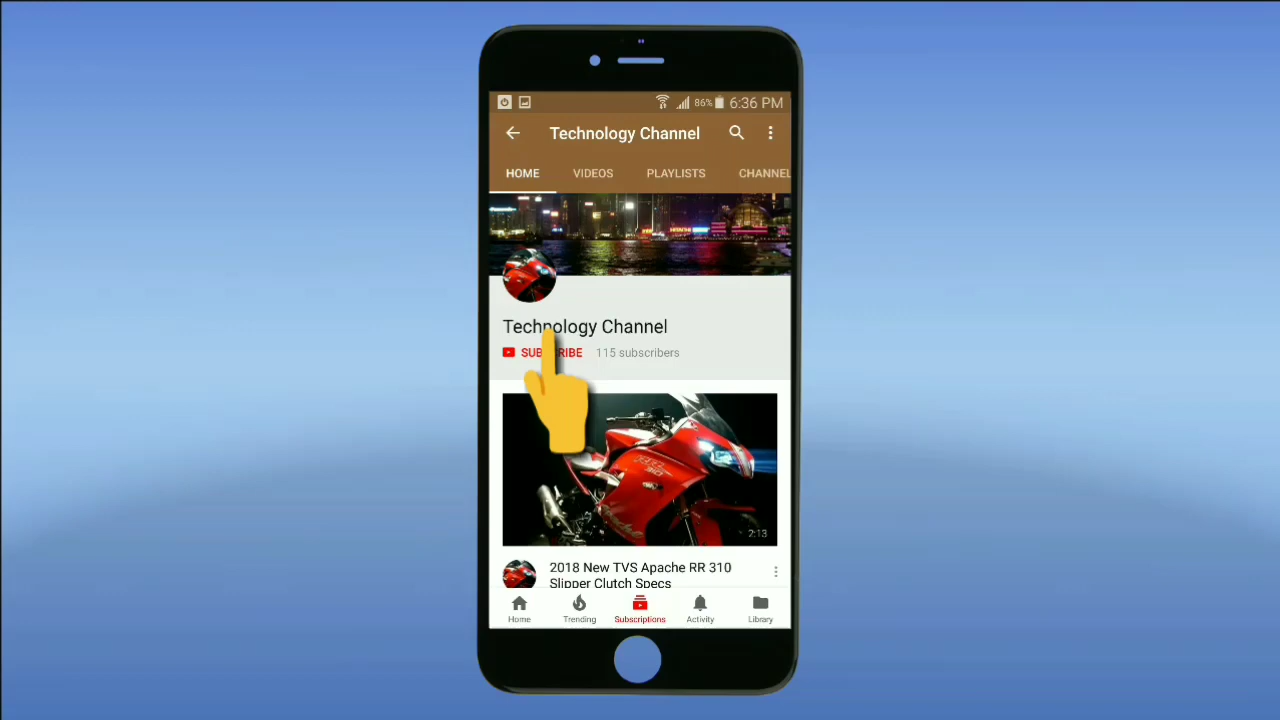 86% 6:36 PM
Technology Channel
HOME VIDEOS PLAYLISTS CHANNEL
Technology Channel
SUBSCRIBE 115 subscribers
2:13
2018 New TVS Apache RR 310
Slipper Clutch Specs
Home Trending Subscriptions Activity Library